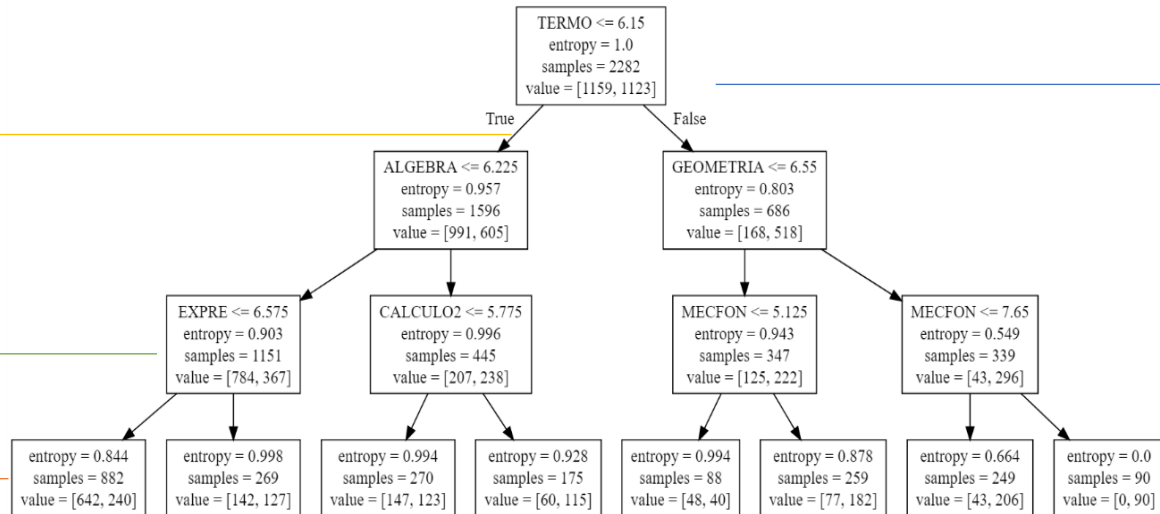 TERMO <= 6.15
entropy = 1.0
samples = 2282
value = [1159, 1123]
True
False
ALGEBRA <= 6.225
entropy = 0.957
samples = 1596
value = [991, 605]
GEOMETRIA <= 6.55
entropy = 0.803
samples = 686
value = [168, 518]
EXPRE <= 6.575
entropy = 0.903
samples = 1151
value = [784, 367]
CALCULO2 <= 5.775
entropy = 0.996
samples = 445
value = [207, 238]
MECFON <= 5.125
entropy = 0.943
samples = 347
value = [125, 222]
MECFON <= 7.65
entropy = 0.549
samples = 339
value = [43, 296]
entropy = 0.844
samples = 882
value = [642, 240]
entropy = 0.998
samples = 269
value = [142, 127]
entropy = 0.994
samples = 270
value = [147, 123]
entropy = 0.928
samples = 175
value = [60, 115]
entropy = 0.994
samples = 88
value = [48, 40]
entropy = 0.878
samples = 259
value = [77, 182]
entropy = 0.664
samples = 249
value = [43, 206]
entropy = 0.0
samples = 90
value = [0, 90]